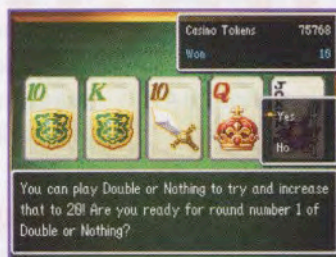 Casino Tokens 75768
Won 16
10 K 10 Q
Yes
No
You can play Double or Nothing to try and increase
that to Are you ready for round number 1 of
Double or Nothing?